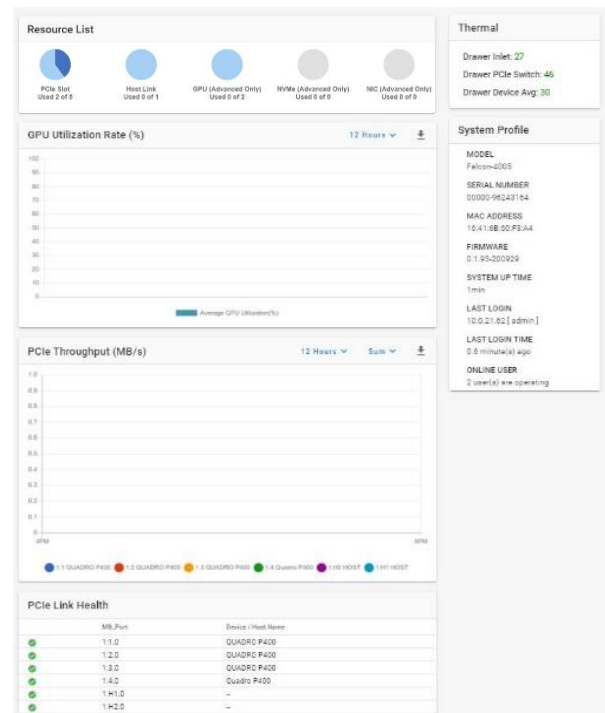 Resource List
PCIe Slot
Used 2 of 5
Host Link
Used 0 of 1
GPU (Advanced Only)
Used 0 of 2
NVMe (Advanced Only)
Used 0 of 0
NIC (Advanced Only)
Used 0 of 0
GPU Utilization Rate (%)
12 Hours
100
90
80
70
60
50
40
30
20
10
0
Average GPU Utilization(%)
PCIe Throughput (MB/s)
12 Hours
Sum
1.0
0.9
0.8
0.7
0.6
0.5
0.4
0.3
0.2
0.1
0
4PM
1:1 QUADRO P400
1:2 QUADRO P400
1:3 QUADRO P400
1:4 Quadro P400
1:H2 HOST
1:H1 HOST
PCIe Link Health
MB_Port Device / Host Name
1:1.0 QUADRO P400
1:2.0 QUADRO P400
1:3.0 QUADRO P400
1:4.0 Quadro P400
1:H1.0 --
1:H2.0 --
Thermal
Drawer Inlet: 27
Drawer PCIe Switch: 46
Drawer Device Avg: 30
System Profile
MODEL
Falcon-4005
SERIAL NUMBER
00000-96243164
MAC ADDRESS
FIRMWARE
0.1.93-200929
SYSTEM UP TIME
1min
LAST LOGIN
10.0.21.62 [ admin ]
LAST LOGIN TIME
0.6 minute(s) ago
ONLINE USER
2 user(s) are operating